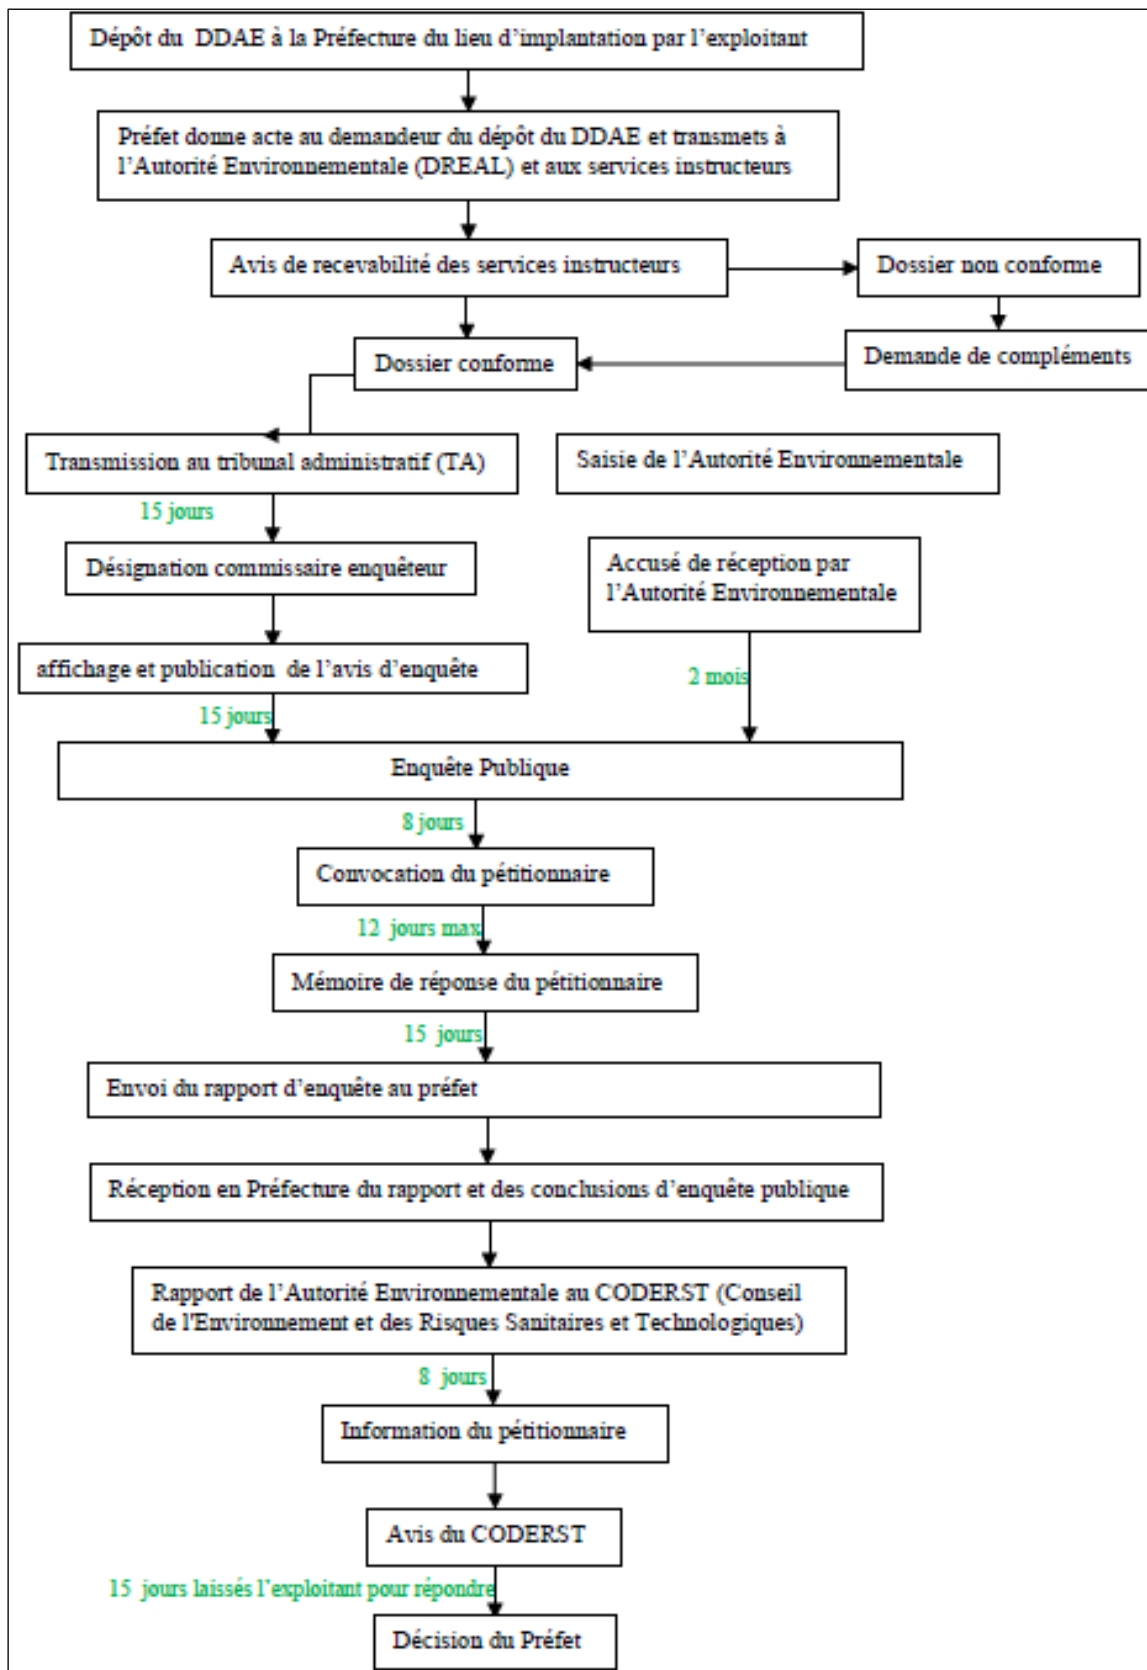 Dépôt du DDAE à la Préfecture du lieu d'implantation par l'exploitant
Préfet donne acte au demandeur du dépôt du DDAE et transmets à
l'Autorité Environnementale (DREAL) et aux services instructeurs
Avis de recevabilité des services instructeurs
Dossier non conforme
Dossier conforme
Demande de compléments
Transmission au tribunal administratif (TA)
Saisie de l'Autorité Environnementale
15 jours
Désignation commissaire enquêteur
Accusé de réception par
l'Autorité Environnementale
affichage et publication de l'avis d'enquête
2 mois
15 jours
Enquête Publique
8 jours
Convocation du pétitionnaire
12 jours max
Mémoire de réponse du pétitionnaire
15 jours
Envoi du rapport d'enquête au préfet
Réception en Préfecture du rapport et des conclusions d'enquête publique
Rapport de l'Autorité Environnementale au CODERST (Conseil
de l'Environnement et des Risques Sanitaires et Technologiques)
8 jours
Information du pétitionnaire
Avis du CODERST
15 jours laissés l'exploitant pour répondre
Décision du Préfet